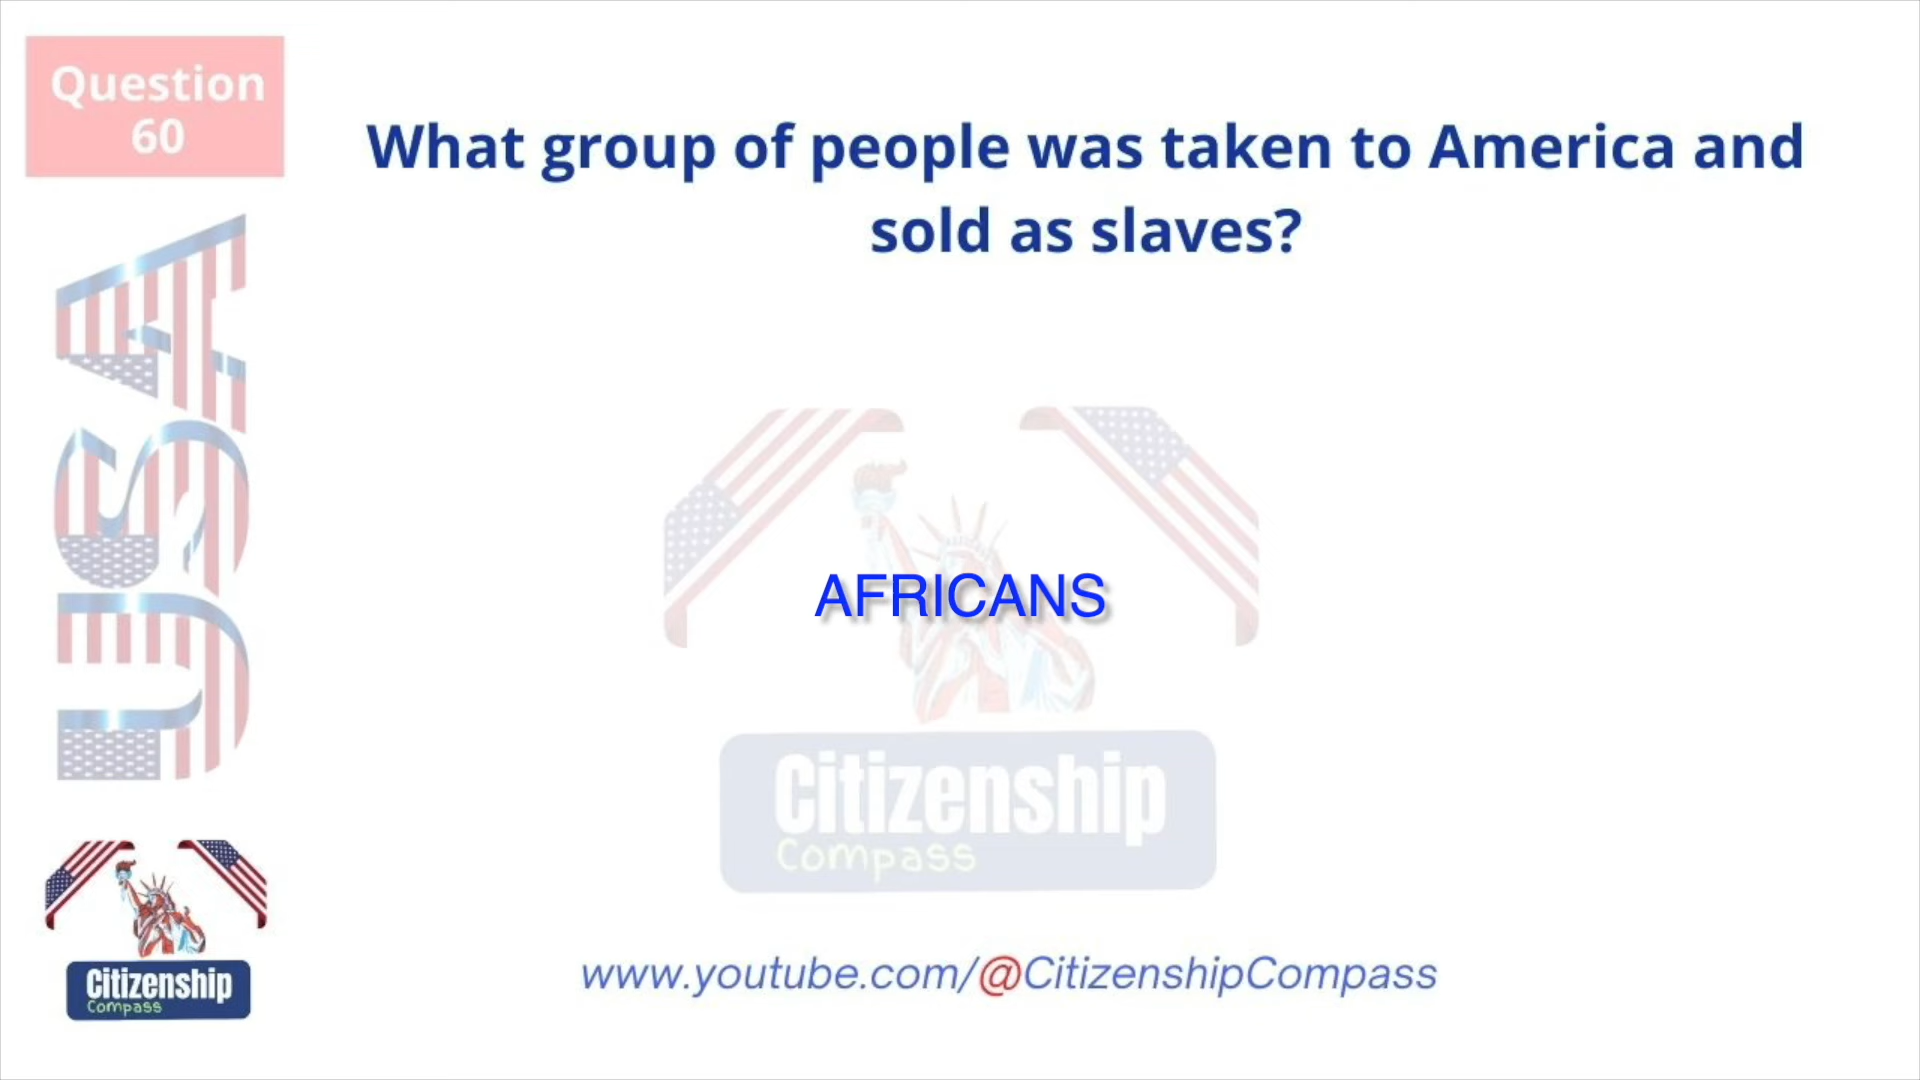 Question
60
What group of people was taken to America and
sold as slaves?
USA
AFRICANS
Citizenship
Compass
www.youtube.com/@CitizenshipCompass
Citizenship
Compass